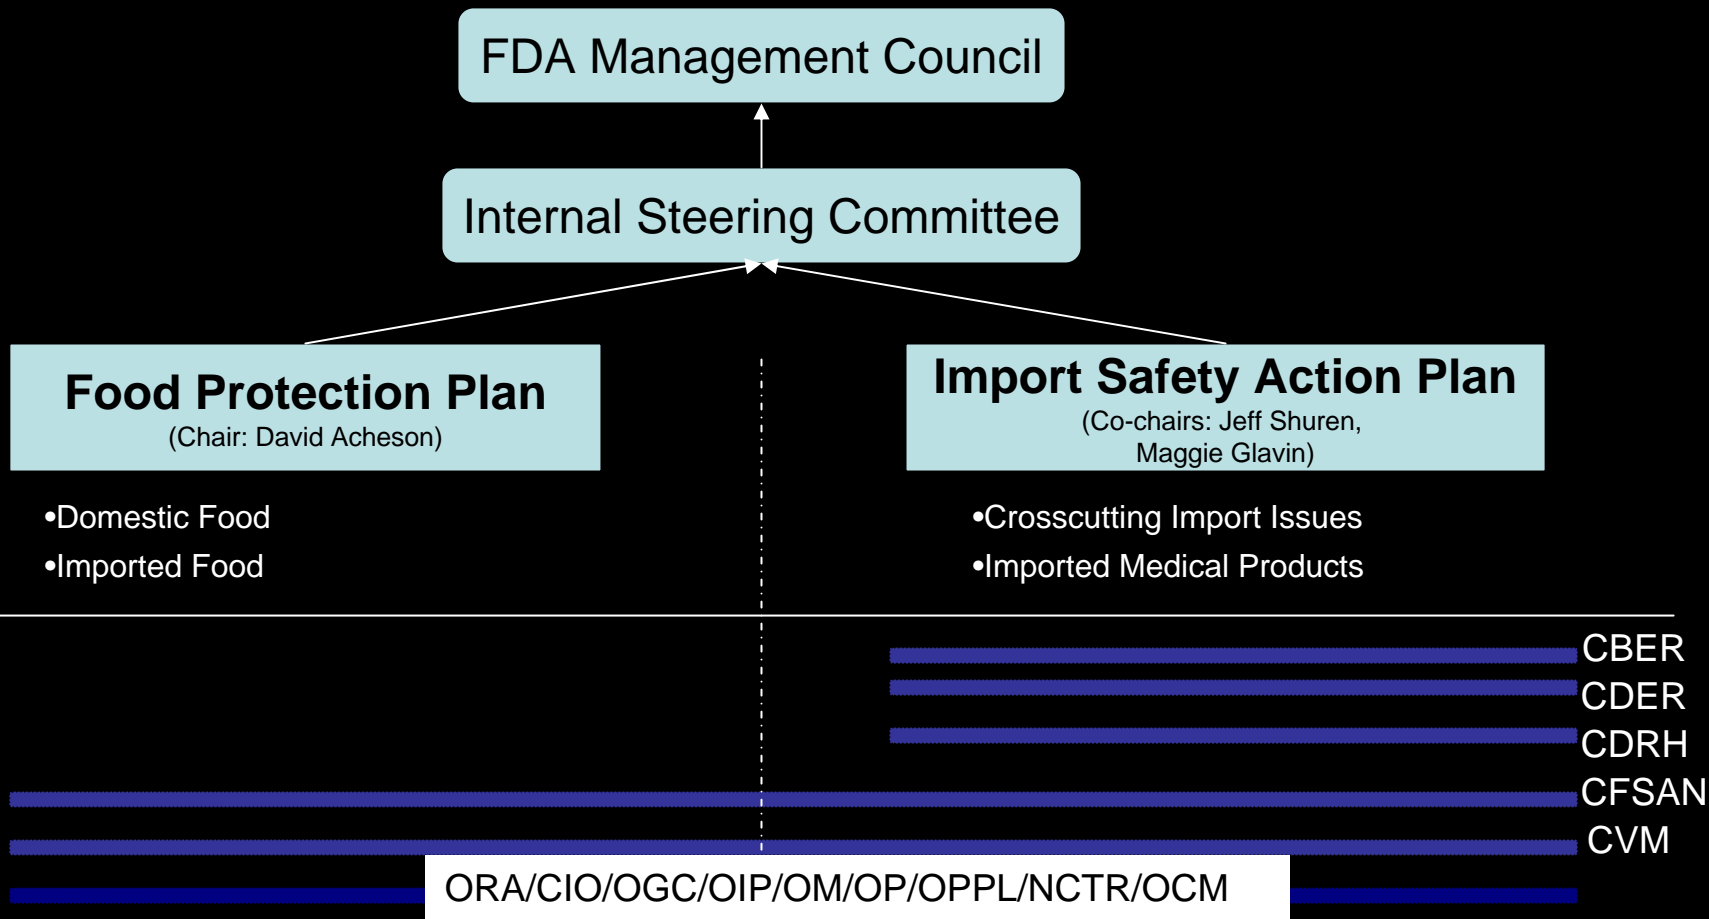 FDA Management Council
Internal Steering Committee
Food Protection Plan
(Chair: David Acheson)
•Domestic Food
•Imported Food
Import Safety Action Plan
(Co-chairs: Jeff Shuren,
Maggie Glavin)
•Crosscutting Import Issues
•Imported Medical Products
CBER
CDER
CDRH
CFSAN
CVM
ORA/CIO/OGC/OIP/OM/OP/OPPL/NCTR/OCM